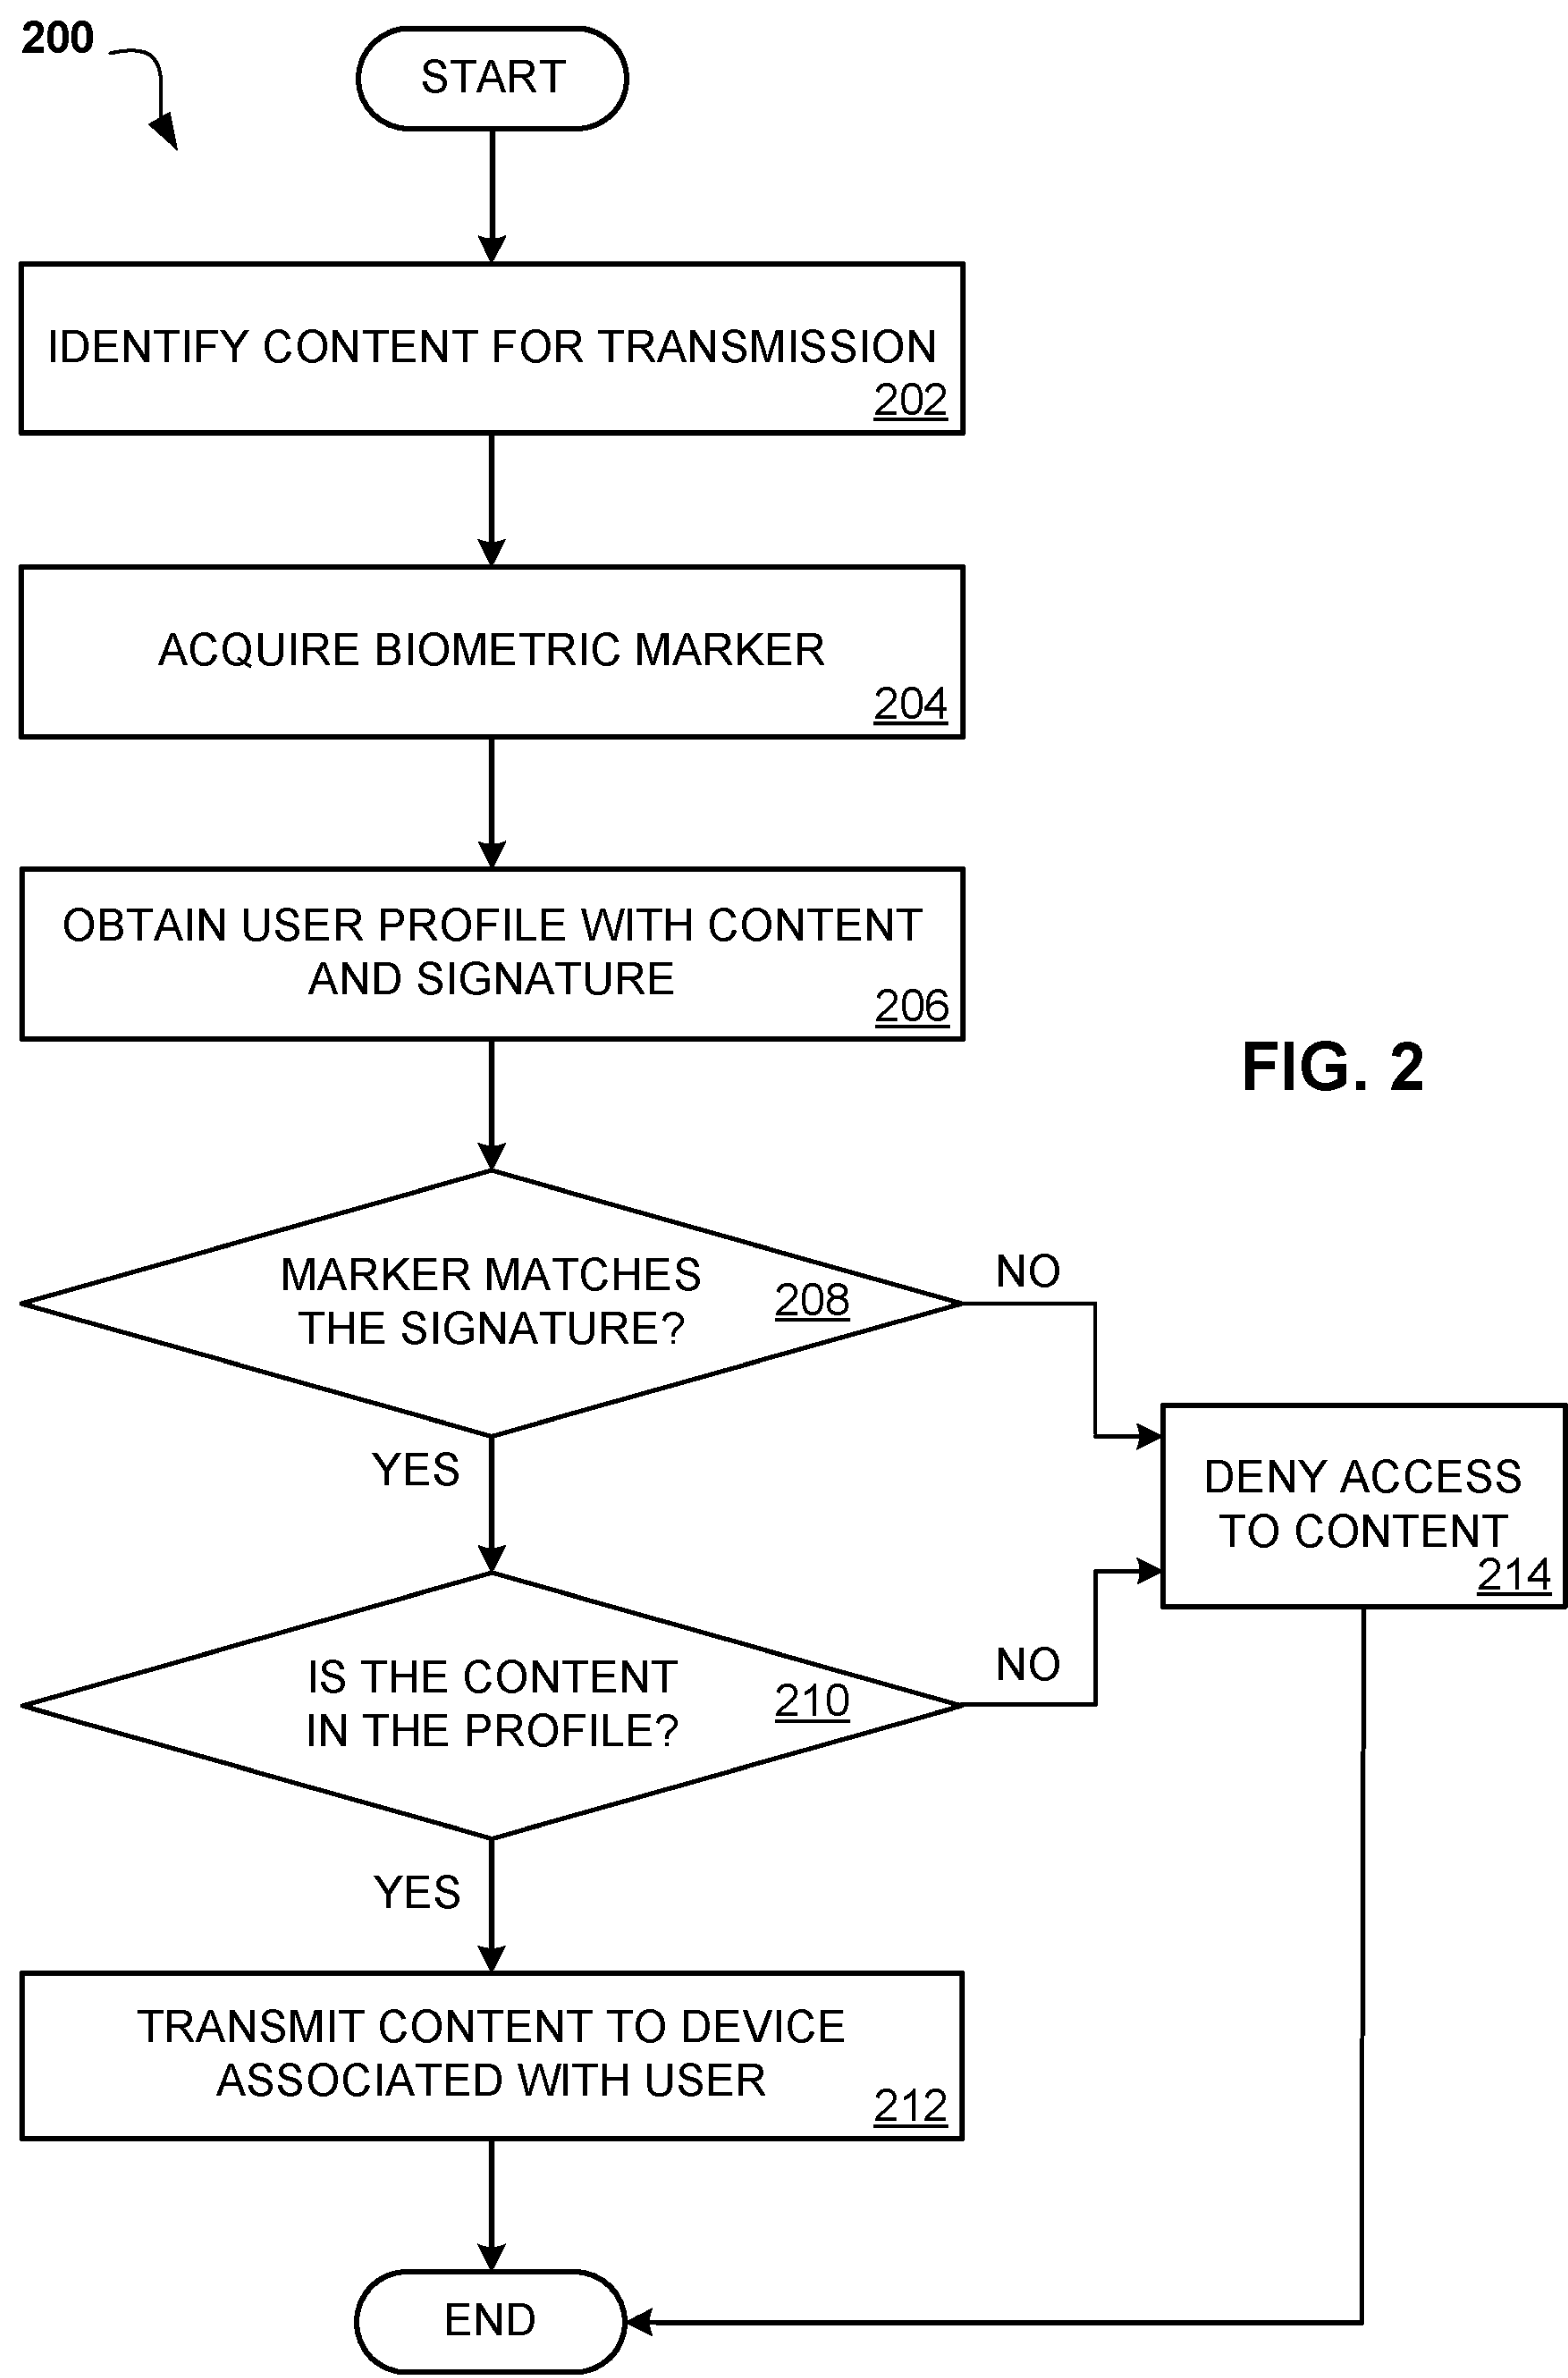 200
START
IDENTIFY CONTENT FOR TRANSMISSION
202
ACQUIRE BIOMETRIC MARKER
204
OBTAIN USER PROFILE WITH CONTENT
AND SIGNATURE
206
FIG. 2
MARKER MATCHES
THE SIGNATURE?
208
NO
YES
DENY ACCESS
TO CONTENT
214
IS THE CONTENT
IN THE PROFILE?
210
NO
YES
TRANSMIT CONTENT TO DEVICE
ASSOCIATED WITH USER
212
END